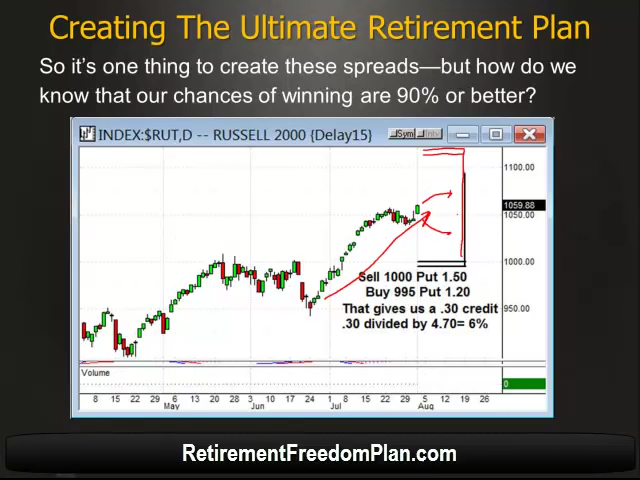 Creating The Ultimate Retirement Plan
So it's one thing to create these spreads—but how do we
know that our chances of winning are 90% or better?
INDEX:$RUT,D -- RUSSELL 2000 {Delay15}
Sym
1100.00
1059.88
1050.00
1000.00
950.00
Sell 1000 Put 1.50
Buy 995 Put 1.20
That gives us a .30 credit
.30 divided by 4.70= 6%
Volume
0
8 15 22 29 6 13 20 28 3 10 17 24 1 8 15 22 29 5 12 19 26
May Jun Jul Aug
RetirementFreedomPlan.com